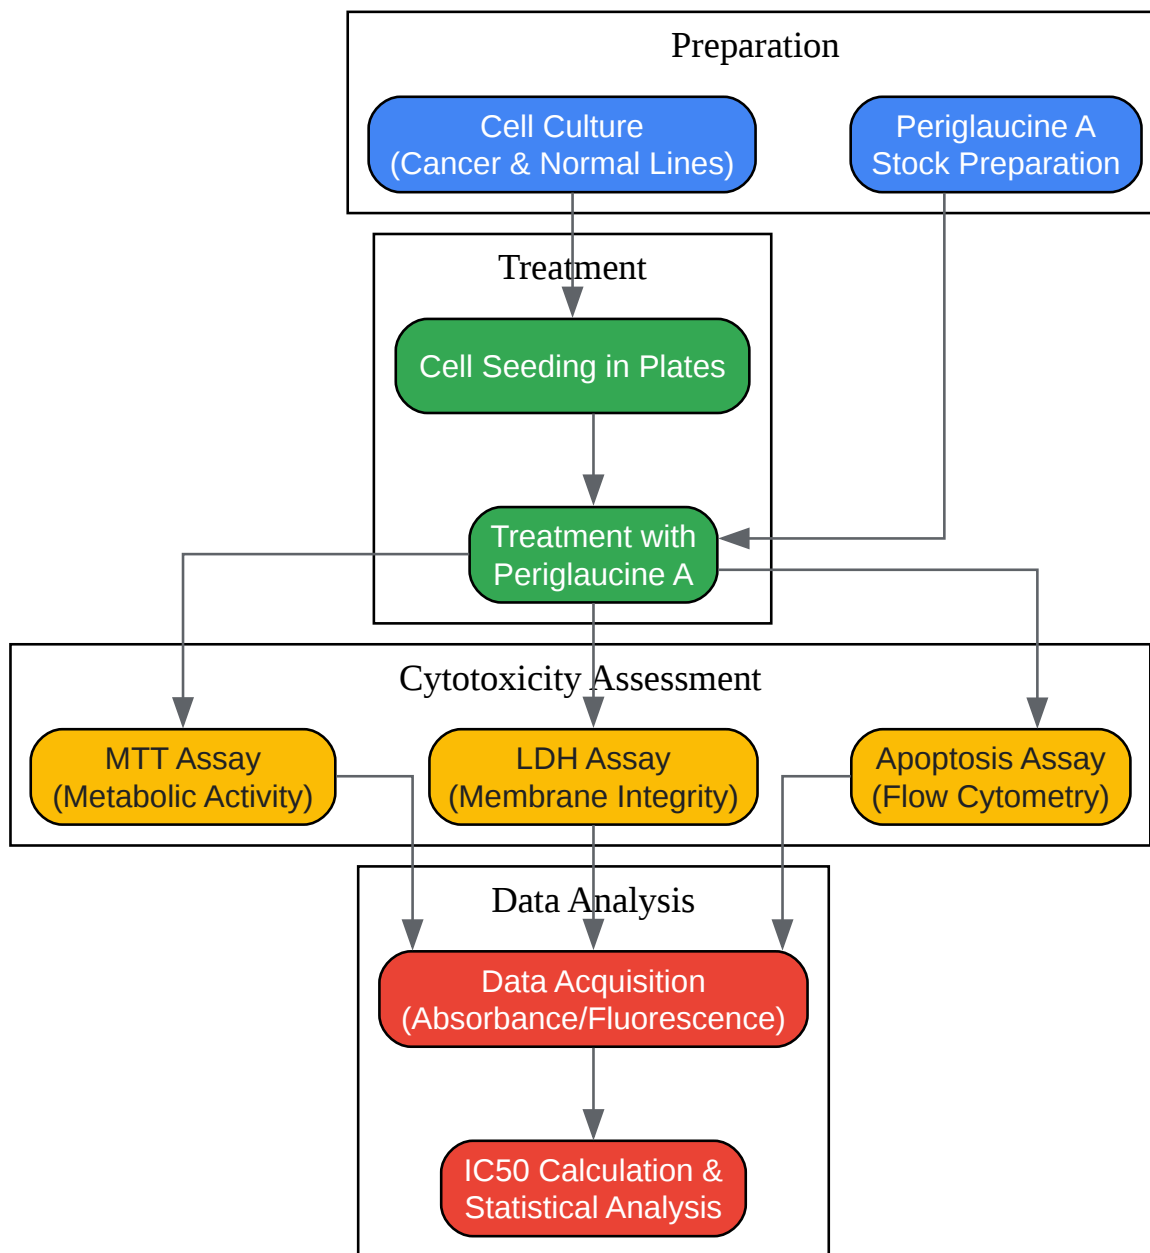 Preparation
Cell Culture
(Cancer & Normal Lines)
Periglaucine A
Stock Preparation
Treatment
Cell Seeding in Plates
Treatment with
Periglaucine A
Cytotoxicity Assessment
MTT Assay
(Metabolic Activity)
LDH Assay
(Membrane Integrity)
Apoptosis Assay
(Flow Cytometry)
Data Analysis
Data Acquisition
(Absorbance/Fluorescence)
IC50 Calculation &
Statistical Analysis